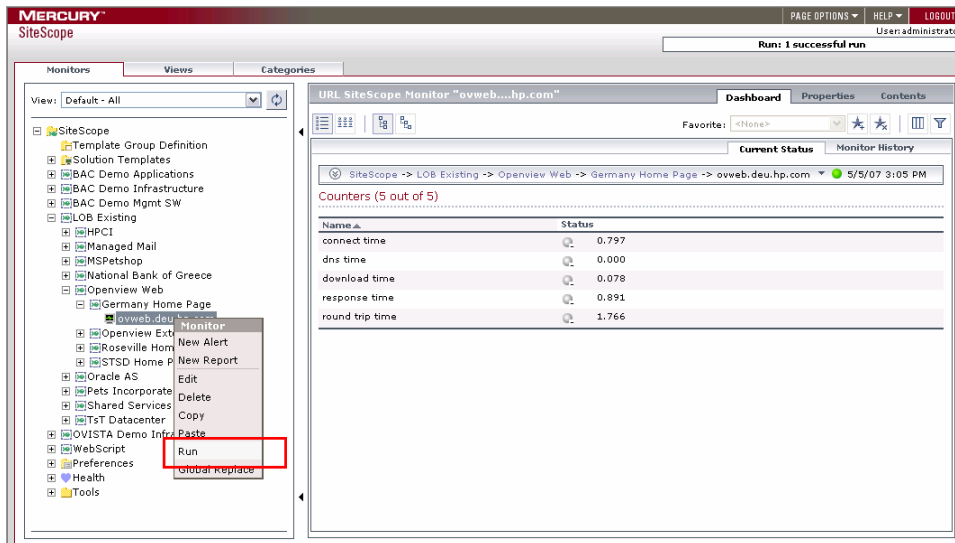 MERCURY™
PAGE OPTIONS HELP LOGOUT
SiteScope
User: administrato
Run: 1 successful run
Monitors Views Categories
View: Default - All
SiteScope
Template Group Definition
Solution Templates
BAC Demo Applications
BAC Demo Infrastructure
BAC Demo Mgmt SW
LOB Existing
HPCI
Managed Mail
MSPetshop
National Bank of Greece
Openview Web
Germany Home Page
ovweb.deu.hp.com
Openview Exte
Roseville Hom
STSD Home P
Oracle AS
Pets Incorporate
Shared Services
TsT Datacenter
OVISTA Demo Infra
WebScript
Preferences
Health
Tools
Monitor
New Alert
New Report
Edit
Delete
Copy
Paste
Run
Global Replace
URL SiteScope Monitor "ovweb....hp.com"
Dashboard Properties Contents
Favorite: <None>
Current Status Monitor History
SiteScope -> LOB Existing -> Openview Web -> Germany Home Page -> ovweb.deu.hp.com 5/5/07 3:05 PM
Counters (5 out of 5)
Name Status
connect time 0.797
dns time 0.000
download time 0.078
response time 0.891
round trip time 1.766